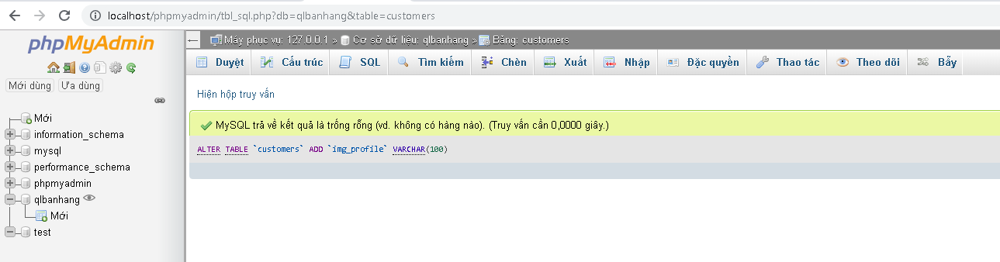 localhost/phpmyadmin/tbl_sql.php?db=qlbanhang&table=customers
phpMyAdmin
Mới dùng Ưa dùng
Mới
information_schema
mysql
performance_schema
phpmyadmin
qlbanhang
Mới
test
Máy phục vụ: 127.0.0.1 » Cơ sở dữ liệu: qlbanhang » Bảng: customers
Duyệt Cấu trúc SQL Tìm kiếm Chèn Xuất Nhập Đặc quyền Thao tác Theo dõi Bẫy
Hiện hộp truy vấn
MySQL trả về kết quả là trống rỗng (vd. không có hàng nào). (Truy vấn cần 0,0000 giây.)
ALTER TABLE `customers` ADD `img_profile` VARCHAR(100)